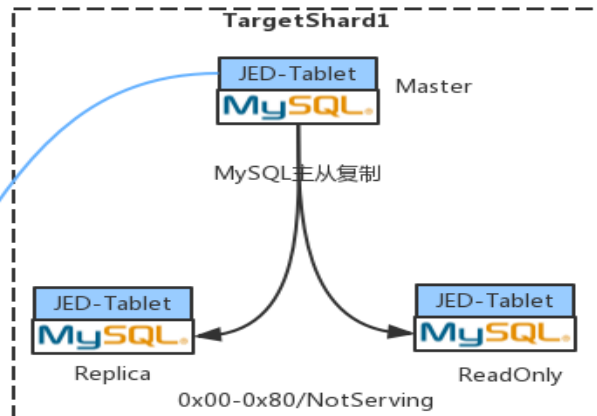 TargetShard1
JED-Tablet
MySQL®
Master
MySQL主从复制
JED-Tablet
MySQL®
Replica
JED-Tablet
MySQL®
ReadOnly
0x00-0x80/NotServing